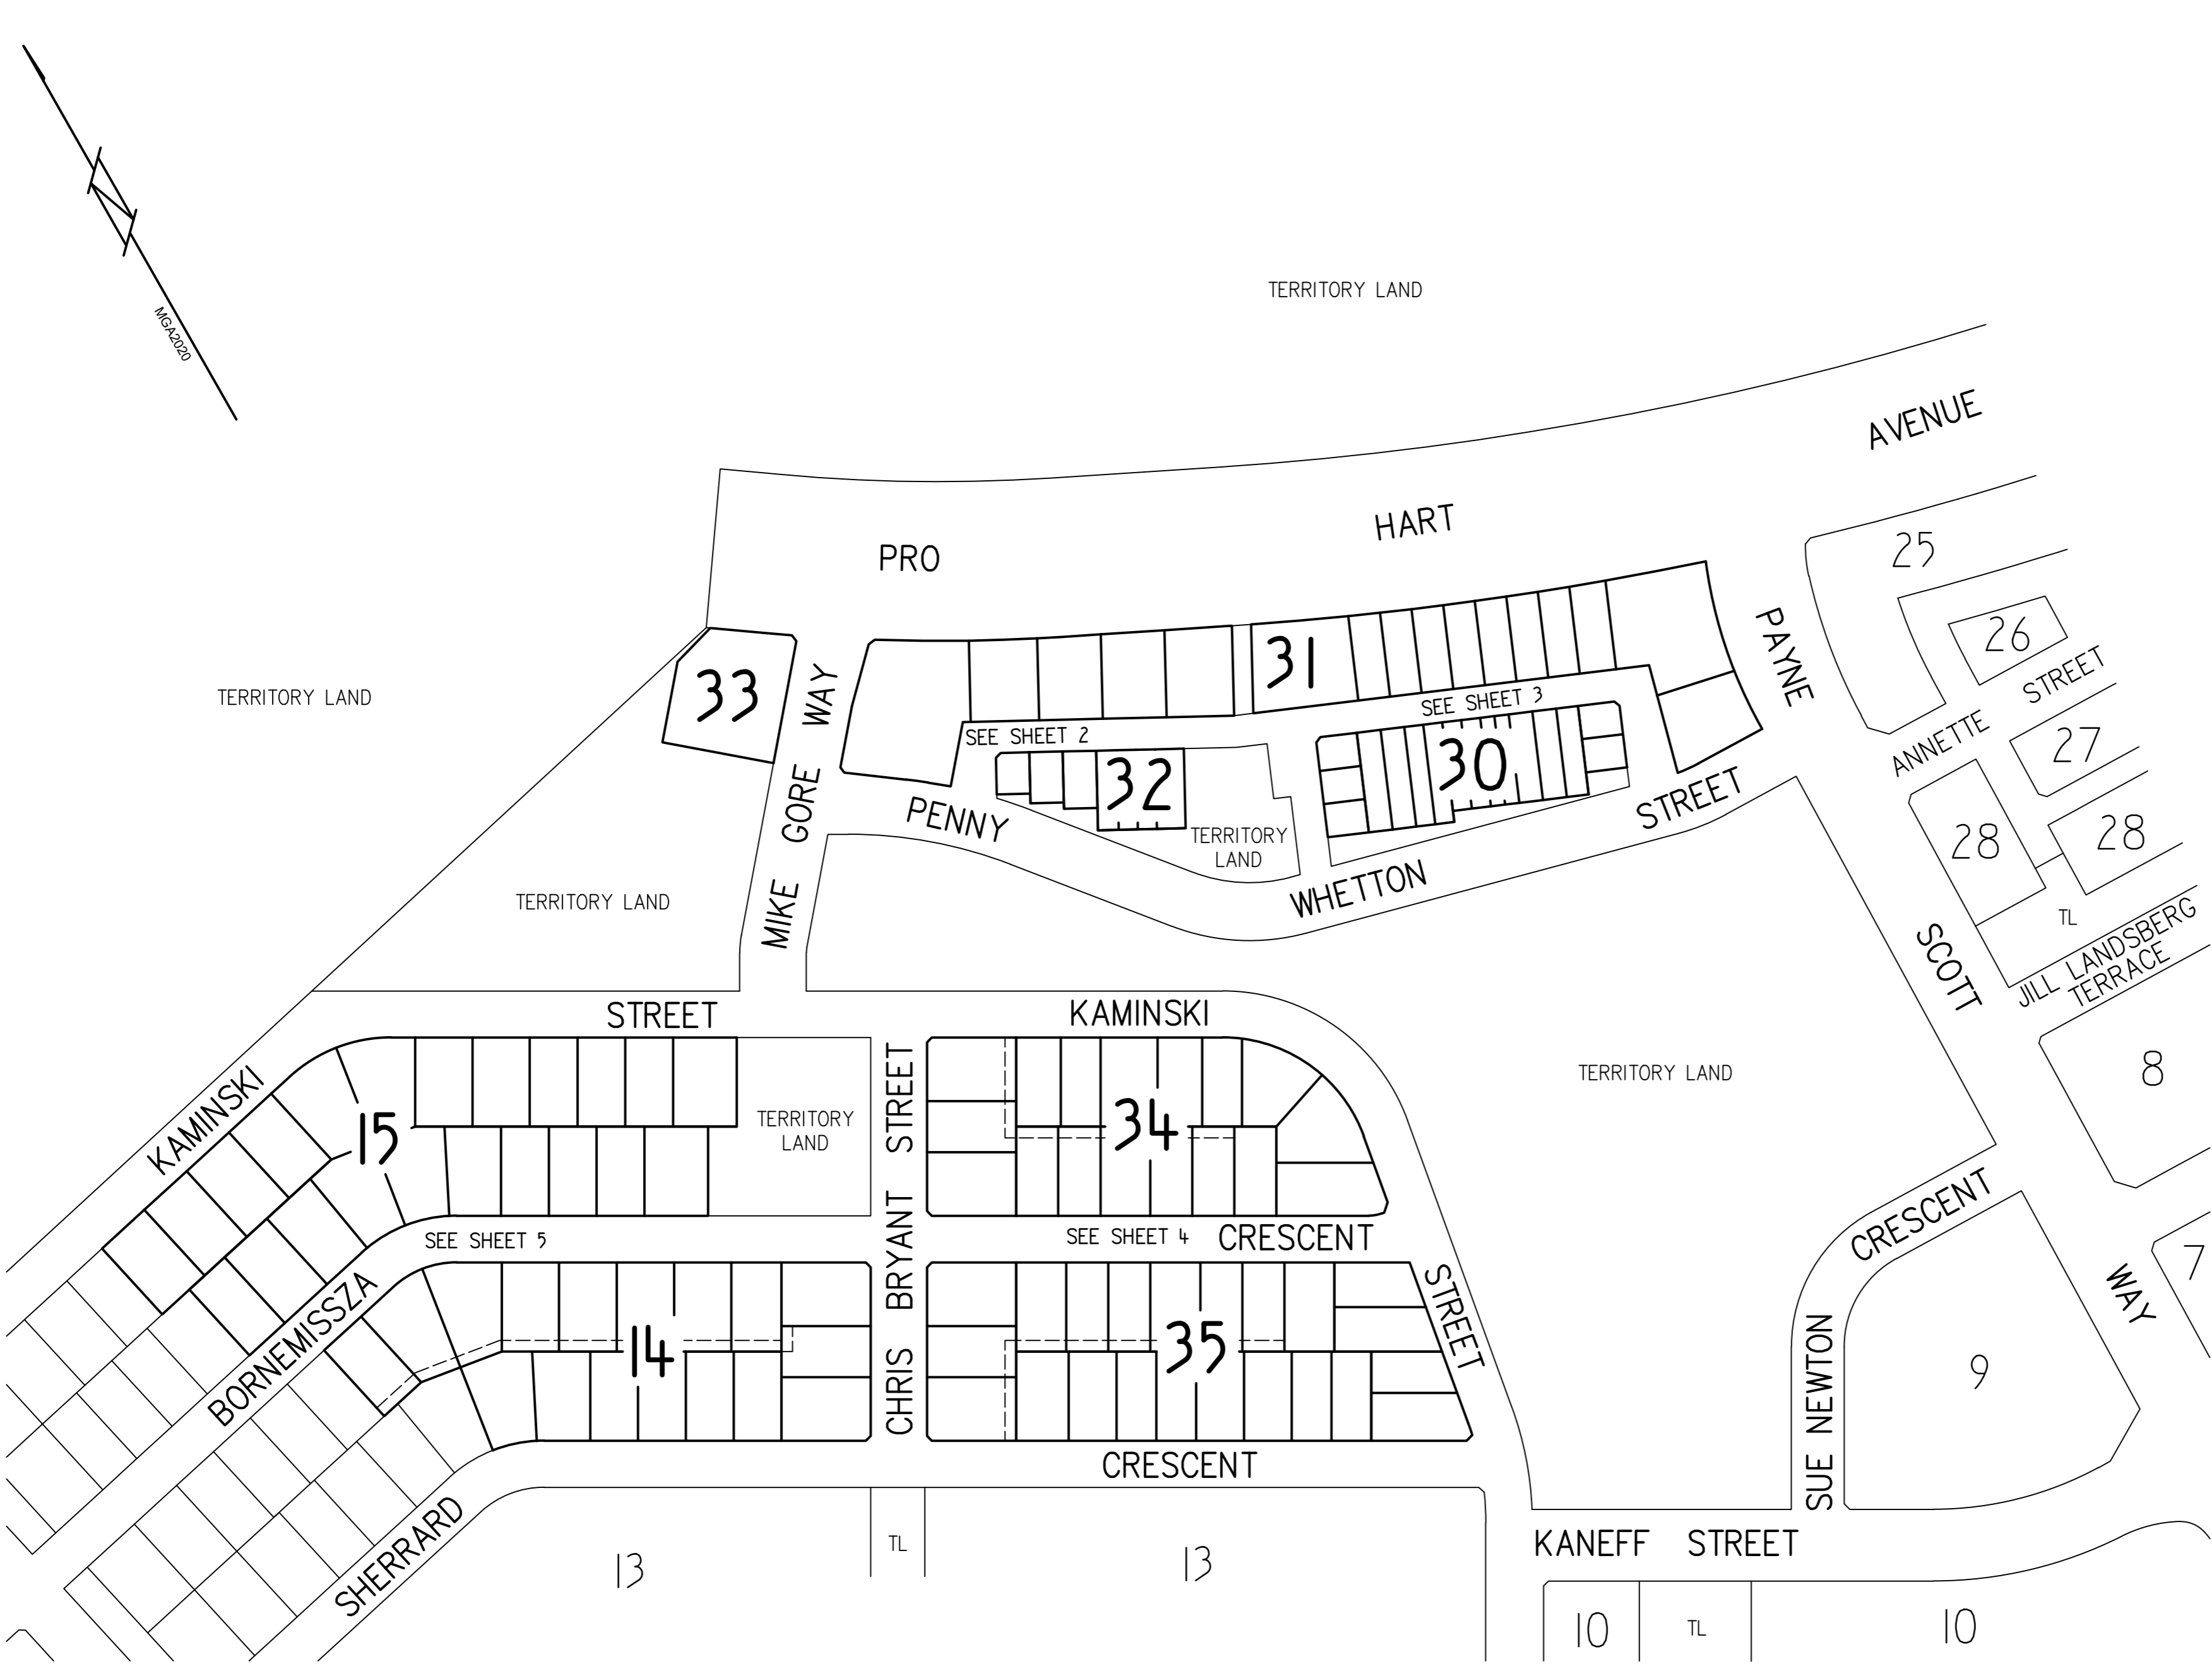 N
MGA2020
TERRITORY LAND
AVENUE
HART
PRO
25
26
STREET
ANNETTE
27
28
28
TL
JILL LANDSBERG
TERRACE
8
7
PAYNE
SCOTT
WAY
31
33
TERRITORY LAND
MIKE GORE WAY
SEE SHEET 3
SEE SHEET 2
30
32
PENNY
WHETTON
STREET
TERRITORY
LAND
TERRITORY LAND
STREET
KAMINSKI
TERRITORY LAND
KAMINSKI
15
TERRITORY
LAND
CHRIS BRYANT STREET
34
SEE SHEET 5
SEE SHEET 4
CRESCENT
CRESCENT
BORNEMISSZA
STREET
14
35
SUE NEWTON
9
CRESCENT
SHERRARD
13
TL
13
KANEFF STREET
10
TL
10